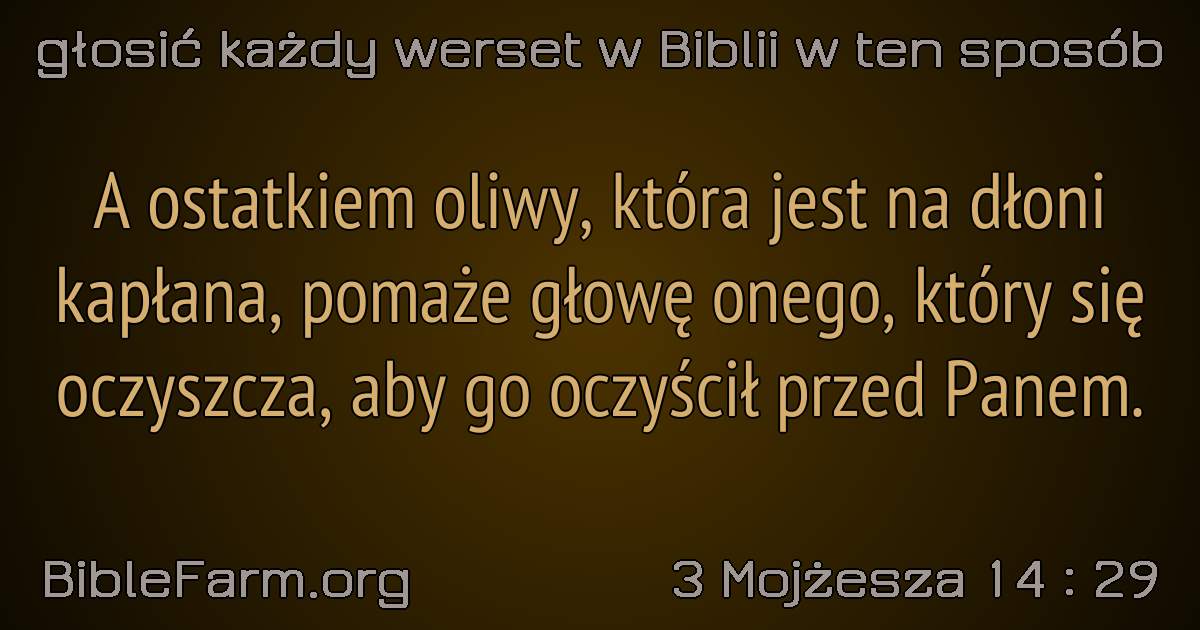 głosić każdy werset w Biblii w ten sposób
A ostatkiem oliwy, która jest na dłoni
kapłana, pomaże głowę onego, który się
oczyszcza, aby go oczyścił przed Panem.
BibleFarm.org
3 Mojżesza 14 : 29